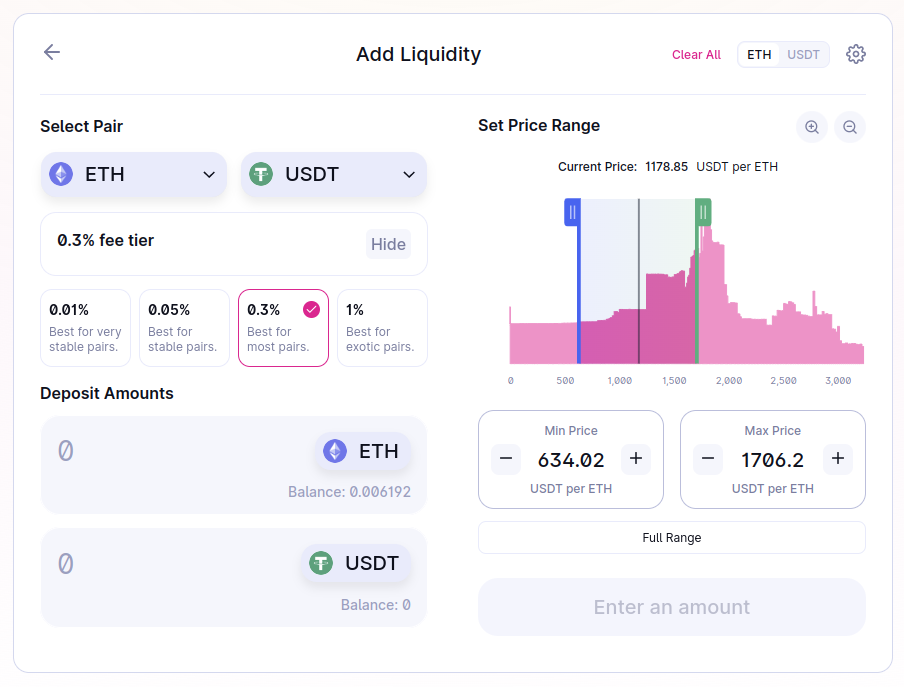 Add Liquidity
Clear All
ETH USDT
Select Pair
ETH
USDT
0.3% fee tier
Hide
0.01%
Best for very
stable pairs.
0.05%
Best for
stable pairs.
0.3%
Best for
most pairs.
1%
Best for
exotic pairs.
Deposit Amounts
0
ETH
Balance: 0.006192
0
USDT
Balance: 0
Set Price Range
Current Price: 1178.85 USDT per ETH
0 500 1,000 1,500 2,000 2,500 3,000
Min Price
634.02
USDT per ETH
Max Price
1706.2
USDT per ETH
Full Range
Enter an amount